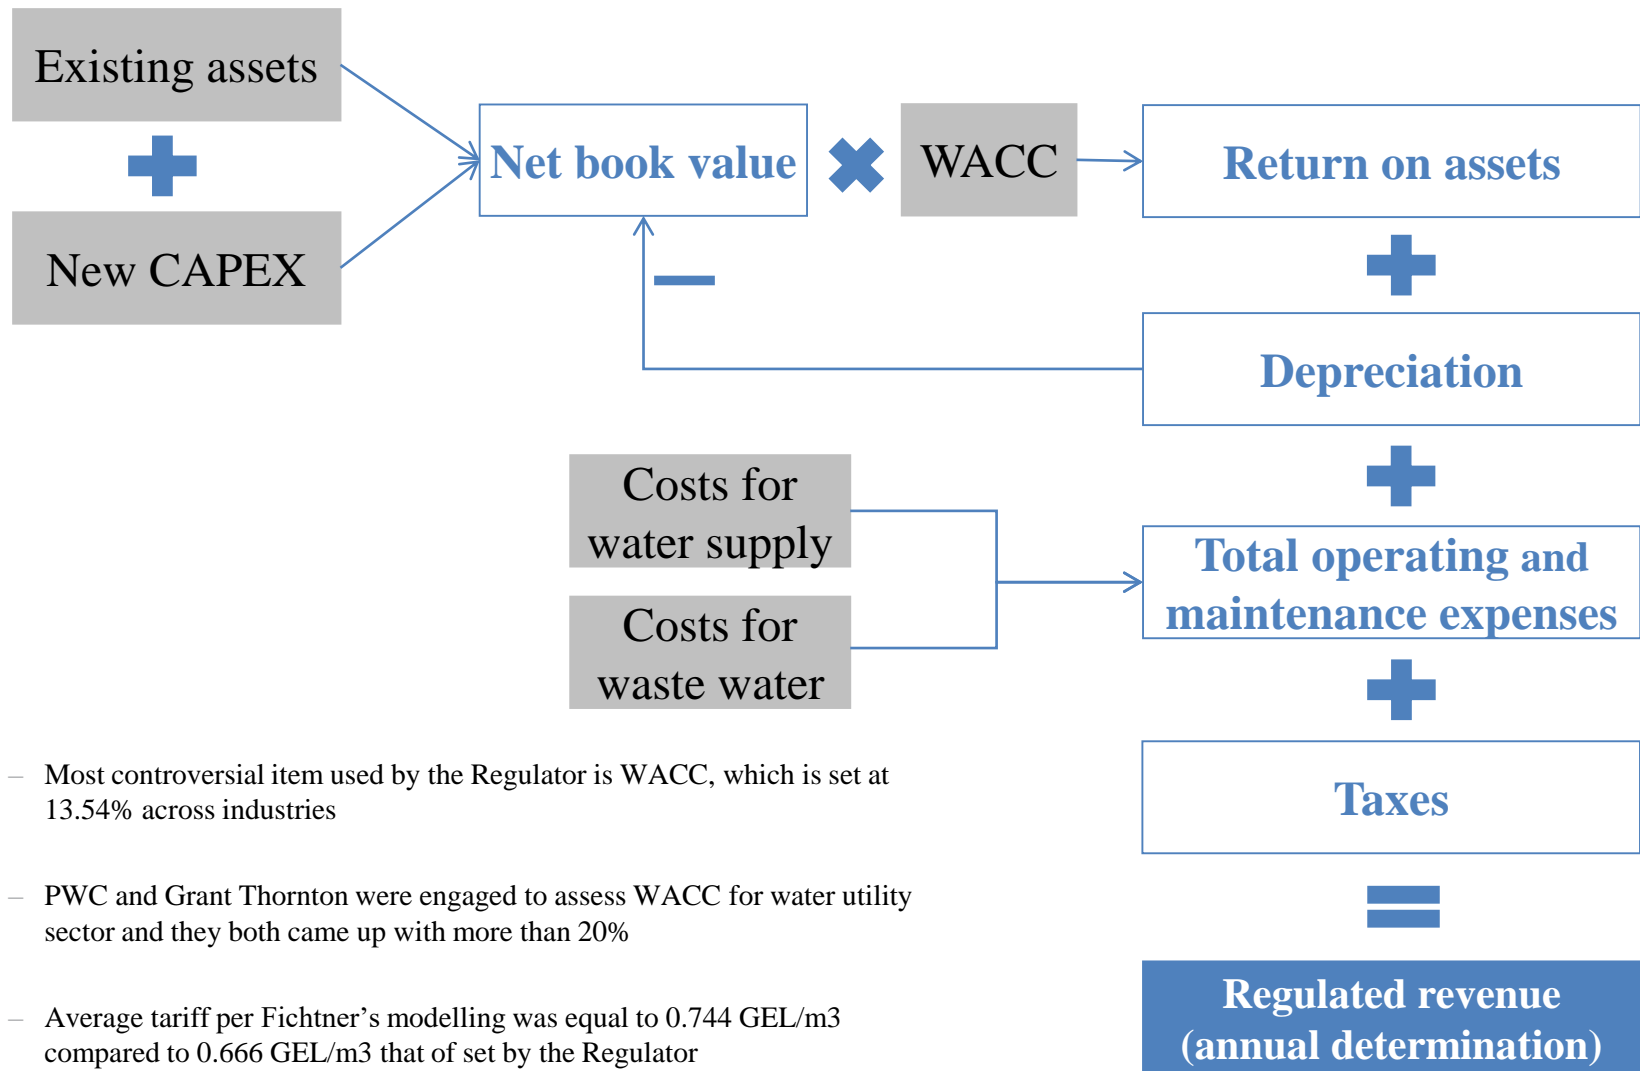 Existing assets
New CAPEX
Net book value
WACC
Return on assets
Depreciation
Costs for
water supply
Costs for
waste water
Total operating and
maintenance expenses
Taxes
Regulated revenue
(annual determination)
– Most controversial item used by the Regulator is WACC, which is set at
13.54% across industries
– PWC and Grant Thornton were engaged to assess WACC for water utility
sector and they both came up with more than 20%
– Average tariff per Fichtner’s modelling was equal to 0.744 GEL/m3
compared to 0.666 GEL/m3 that of set by the Regulator